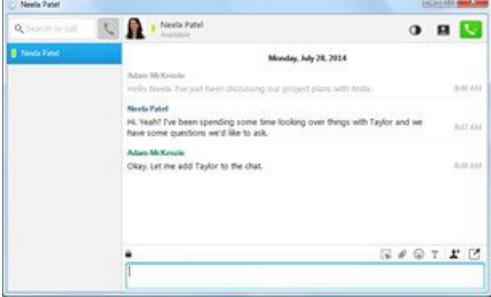 Neela Patel
Search or call
Neela Patel
Available
Neela Patel
Monday, July 28, 2014
Adam McKenzie
Hello Neela. I've just been discussing our project plans with Anita.
8:46 AM
Neela Patel
Hi. Yeah? I've been spending some time looking over things with Taylor and we
have some questions we'd like to ask.
8:47 AM
Adam McKenzie
Okay. Let me add Taylor to the chat.
8:48 AM
T